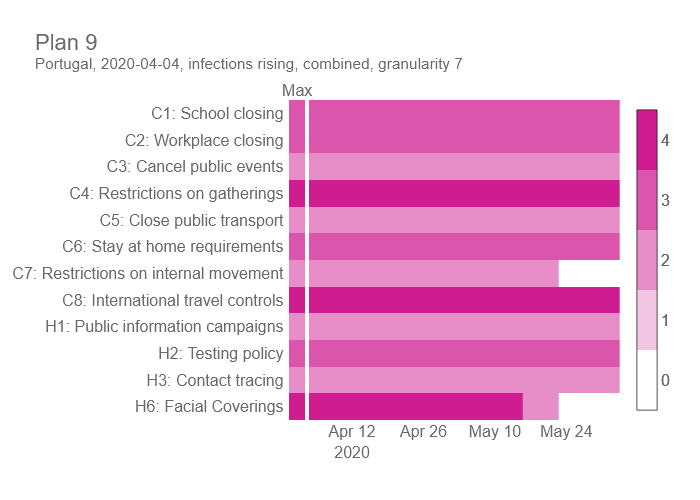 Plan 9
Portugal, 2020-04-04, infections rising, combined, granularity 7
Max
C1: School closing
C2: Workplace closing
C3: Cancel public events
C4: Restrictions on gatherings
C5: Close public transport
C6: Stay at home requirements
C7: Restrictions on internal movement
C8: International travel controls
H1: Public information campaigns
H2: Testing policy
H3: Contact tracing
H6: Facial Coverings
Apr 12 Apr 26 May 10 May 24
2020
4
3
2
1
0